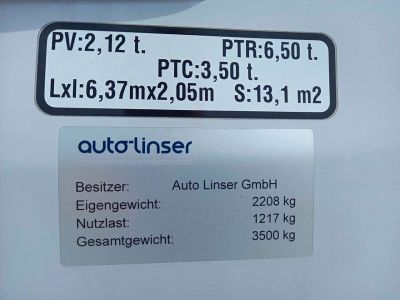 PV:2,12 t. PTR:6,50 t.
PTC:3,50 t.
Lxl:6,37mx2,05m S:13,1 m2
auto-linser
Besitzer: Auto Linser GmbH
Eigengewicht: 2208 kg
Nutzlast: 1217 kg
Gesamtgewicht: 3500 kg